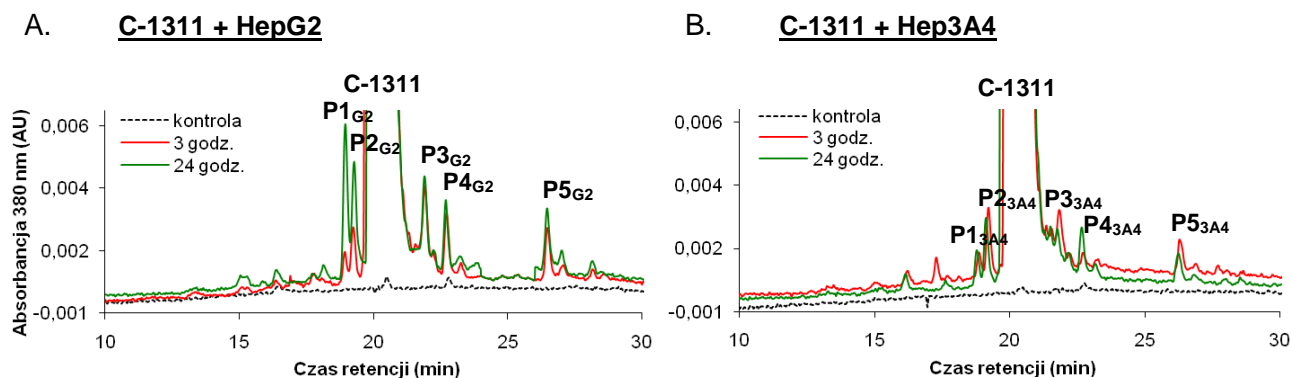 A. C-1311 + HepG2
C-1311
P1G2
P2G2
P3G2
P4G2
P5G2
kontrola
3 godz.
24 godz.
Absorbancja 380 nm (AU)
0,006
0,004
0,002
-0,001
10 15 20 25 30
Czas retencji (min)
B. C-1311 + Hep3A4
C-1311
P13A4
P23A4
P33A4
P43A4
P53A4
kontrola
3 godz.
24 godz.
0,006
0,004
0,002
-0,001
10 15 20 25 30
Czas retencji (min)